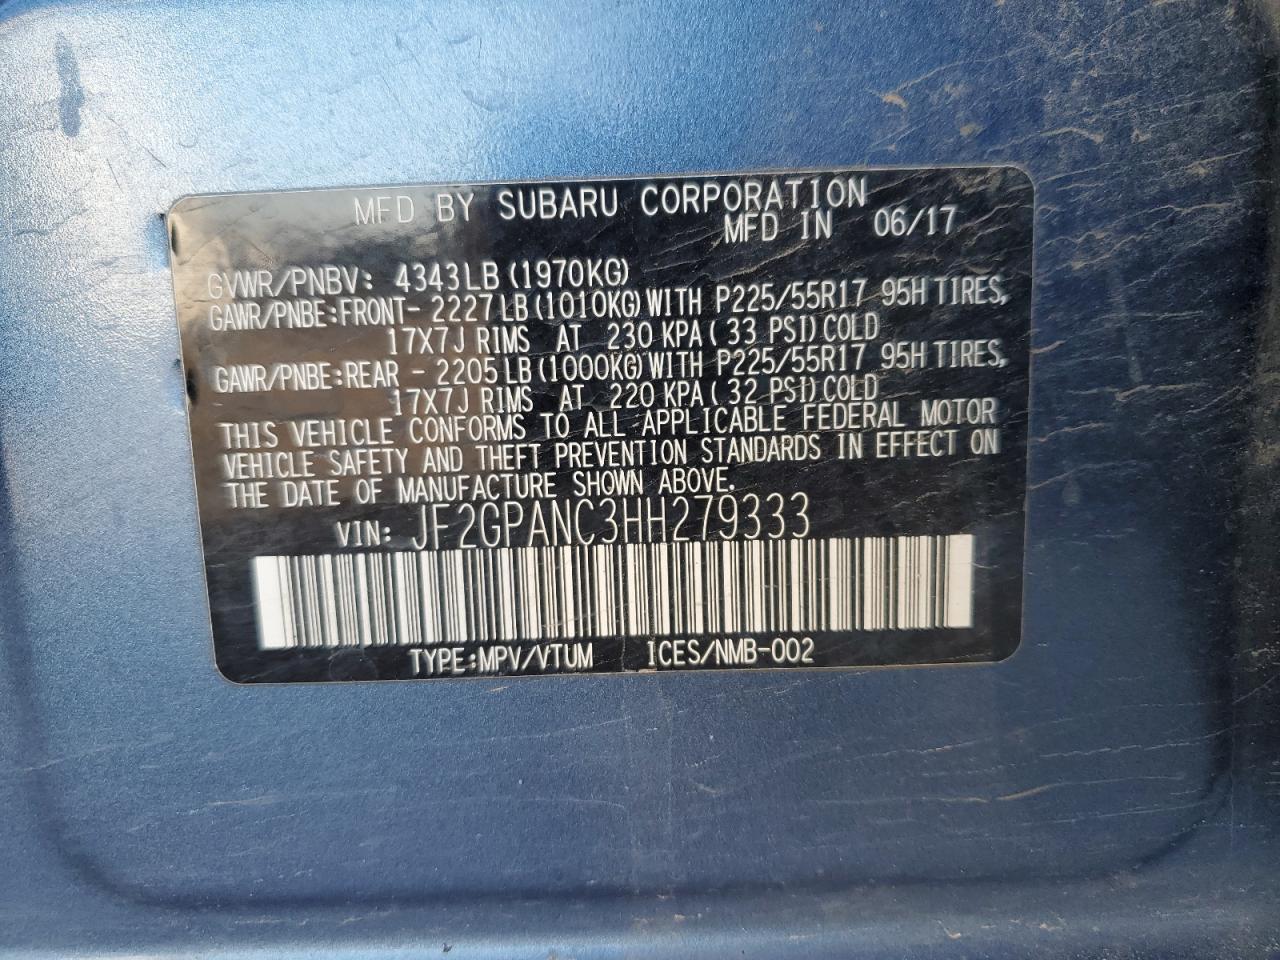 MFD BY SUBARU CORPORATION
MFD IN 06/17
GVWR/PNBV: 4343LB(1970KG)
GAWR/PNBE:FRONT- 2227LB(1010KG)WITH P225/55R17 95H TIRES,
17X7J RIMS AT 230 KPA( 33 PSI)COLD
GAWR/PNBE:REAR - 2205LB(1000KG)WITH P225/55R17 95H TIRES,
17X7J RIMS AT 220 KPA( 32 PSI)COLD
THIS VEHICLE CONFORMS TO ALL APPLICABLE FEDERAL MOTOR
VEHICLE SAFETY AND THEFT PREVENTION STANDARDS IN EFFECT ON
THE DATE OF MANUFACTURE SHOWN ABOVE.
VIN: JF2GPANC3HH279333
TYPE:MPV/VTUM ICES/NMB-002